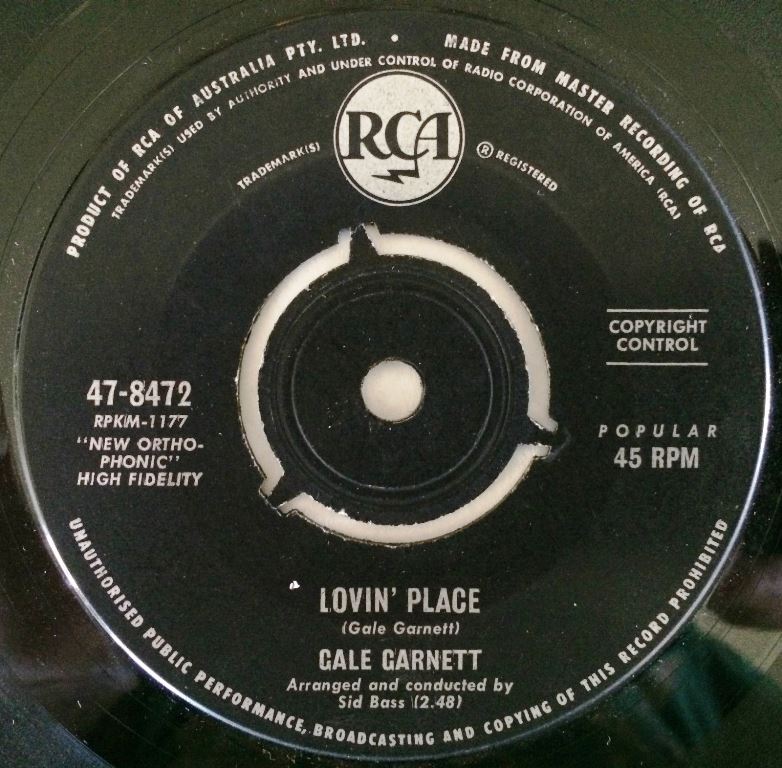 PRODUCT OF RCA OF AUSTRALIA PTY. LTD. • MADE FROM MASTER RECORDING OF RCA
TRADEMARK(S) USED BY AUTHORITY AND UNDER CONTROL OF RADIO CORPORATION OF AMERICA (RCA)
RCA
TRADEMARK(S)
® REGISTERED
COPYRIGHT
CONTROL
47-8472
RPKM-1177
"NEW ORTHO-
PHONIC"
HIGH FIDELITY
POPULAR
45 RPM
LOVIN' PLACE
(Gale Garnett)
GALE GARNETT
Arranged and conducted by
Sid Bass (2.48)
UNAUTHORISED PUBLIC PERFORMANCE, BROADCASTING AND COPYING OF THIS RECORD PROHIBITED